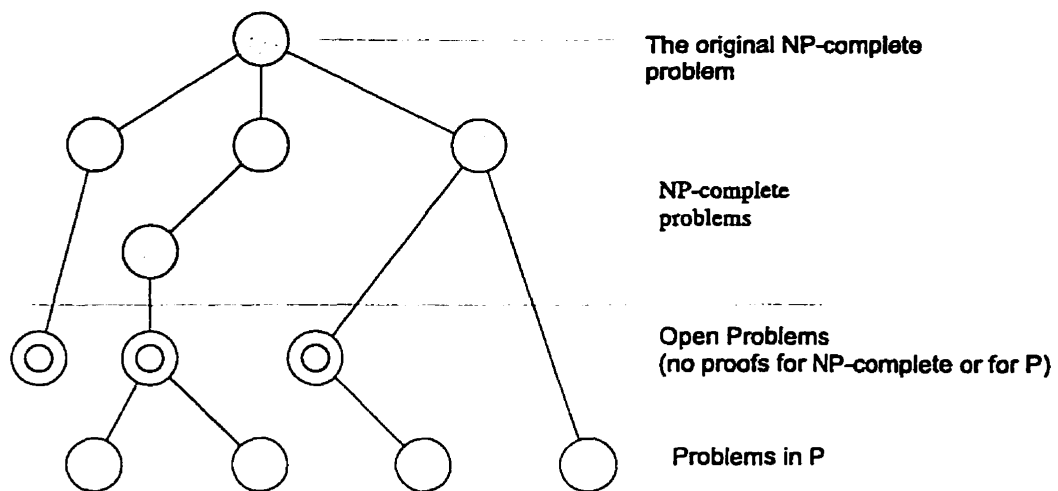 The original NP-complete
problem
NP-complete
problems
Open Problems
(no proofs for NP-complete or for P)
Problems in P